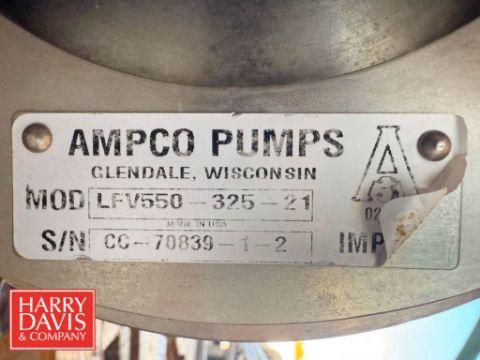 AMPCO PUMPS
GLENDALE, WISCONSIN
MOD LFV550-325-21
MADE IN USA
S/N CC-70839-1-2 IMP
HARRY
DAVIS
& COMPANY